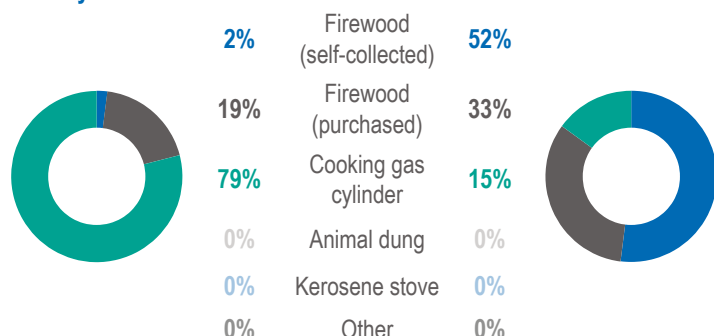 Firewood
2% (self-collected) 52%
Firewood
19% (purchased) 33%
Cooking gas
79% cylinder 15%
0% Animal dung 0%
0% Kerosene stove 0%
0% Other 0%